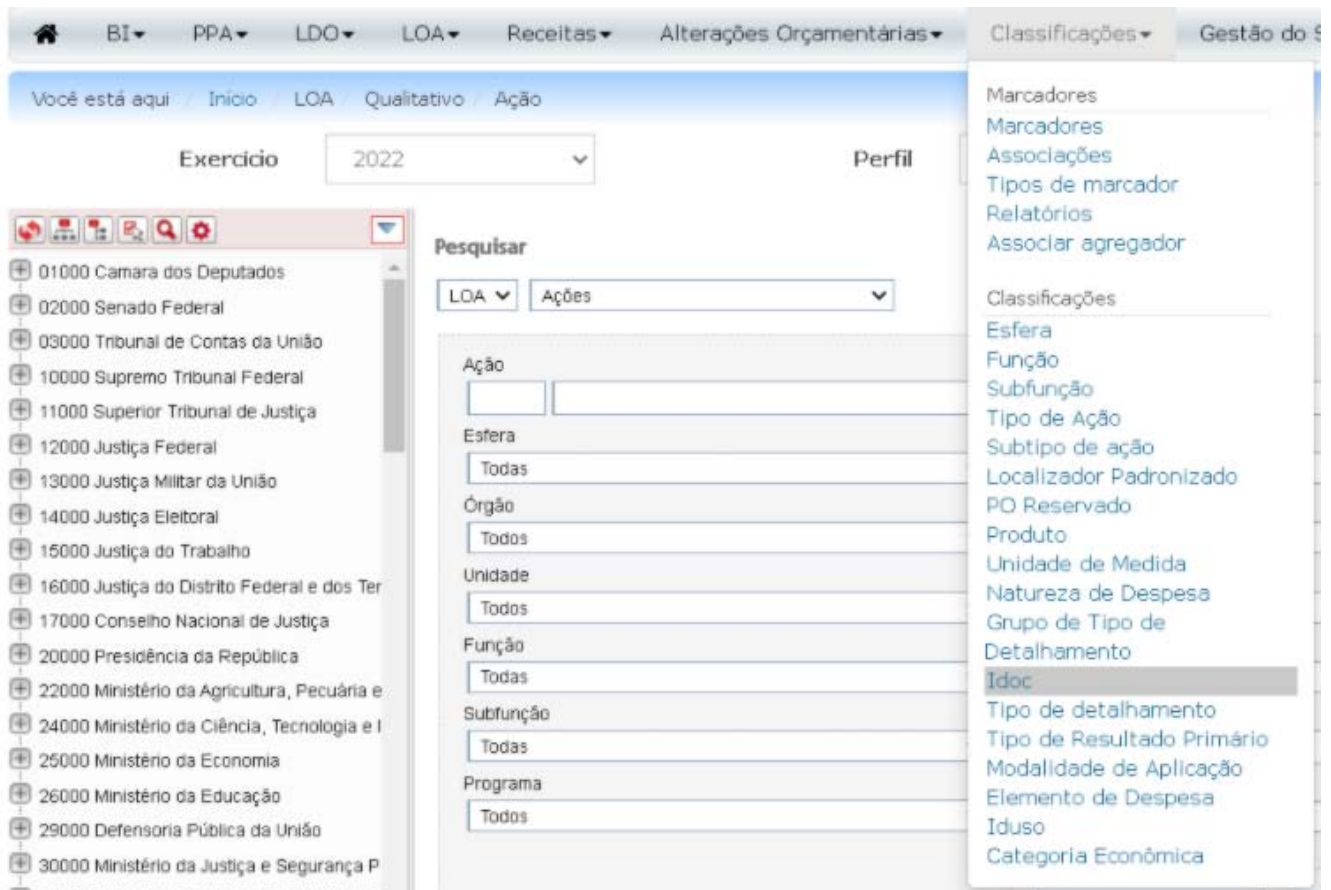 BI PPA LDO LOA Receitas Alterações Orçamentárias Classificações Gestão do S
Você está aqui / Início / LOA / Qualitativo / Ação
Exercício 2022 Perfil
01000 Camara dos Deputados
02000 Senado Federal
03000 Tribunal de Contas da União
10000 Supremo Tribunal Federal
11000 Superior Tribunal de Justiça
12000 Justiça Federal
13000 Justiça Militar da União
14000 Justiça Eleitoral
15000 Justiça do Trabalho
16000 Justiça do Distrito Federal e dos Ter
17000 Conselho Nacional de Justiça
20000 Presidência da República
22000 Ministério da Agricultura, Pecuária e
24000 Ministério da Ciência, Tecnologia e I
25000 Ministério da Economia
26000 Ministério da Educação
29000 Defensoria Pública da União
30000 Ministério da Justiça e Segurança P
Pesquisar
LOA Ações
Ação
Esfera
Todas
Órgão
Todos
Unidade
Todos
Função
Todas
Subfunção
Todas
Programa
Todos
Marcadores
Marcadores
Associações
Tipos de marcador
Relatórios
Associar agregador
Classificações
Esfera
Função
Subfunção
Tipo de Ação
Subtipo de ação
Localizador Padronizado
PO Reservado
Produto
Unidade de Medida
Natureza de Despesa
Grupo de Tipo de
Detalhamento
Idoc
Tipo de detalhamento
Tipo de Resultado Primário
Modalidade de Aplicação
Elemento de Despesa
Iduso
Categoria Econômica